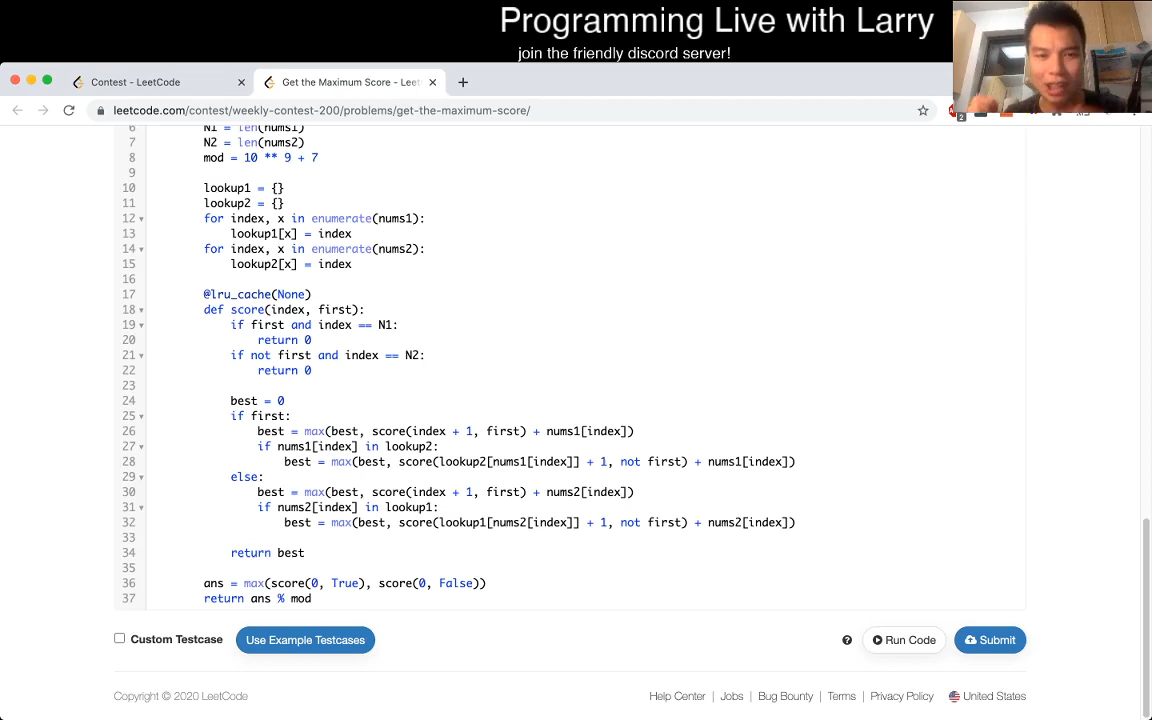 Programming Live with Larry
join the friendly discord server!
Contest - LeetCode
Get the Maximum Score - Leet
leetcode.com/contest/weekly-contest-200/problems/get-the-maximum-score/
2
6 N1 = len(nums1)
7 N2 = len(nums2)
8 mod = 10 ** 9 + 7
9
10 lookup1 = {}
11 lookup2 = {}
12 for index, x in enumerate(nums1):
13 lookup1[x] = index
14 for index, x in enumerate(nums2):
15 lookup2[x] = index
16
17 @lru_cache(None)
18 def score(index, first):
19 if first and index == N1:
20 return 0
21 if not first and index == N2:
22 return 0
23
24 best = 0
25 if first:
26 best = max(best, score(index + 1, first) + nums1[index])
27 if nums1[index] in lookup2:
28 best = max(best, score(lookup2[nums1[index]] + 1, not first) + nums1[index])
29 else:
30 best = max(best, score(index + 1, first) + nums2[index])
31 if nums2[index] in lookup1:
32 best = max(best, score(lookup1[nums2[index]] + 1, not first) + nums2[index])
33
34 return best
35
36 ans = max(score(0, True), score(0, False))
37 return ans % mod
Custom Testcase
Use Example Testcases
Run Code
Submit
Copyright © 2020 LeetCode
Help Center | Jobs | Bug Bounty | Terms | Privacy Policy
United States